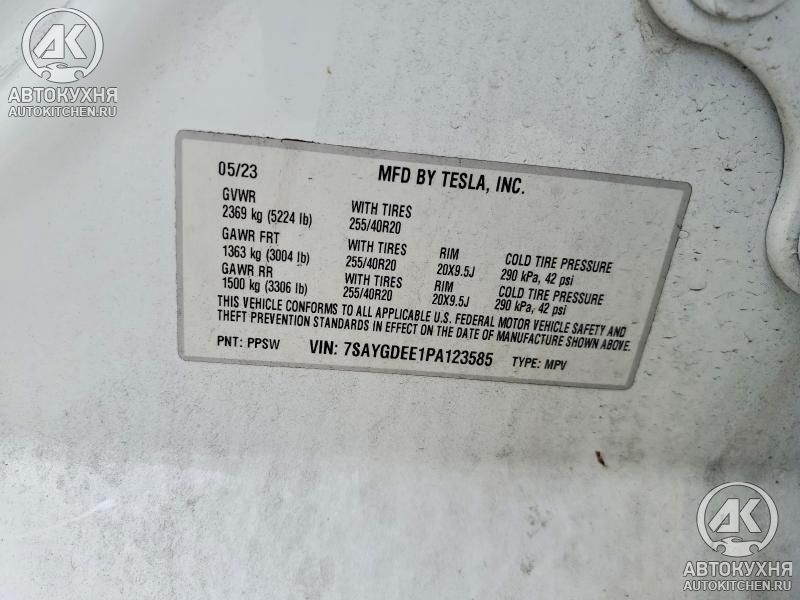 AK
АВТОКУХНЯ
AUTOKITCHEN.RU
05/23 MFD BY TESLA, INC.
GVWR
2369 kg (5224 lb) WITH TIRES 255/40R20
GAWR FRT
1363 kg (3004 lb) WITH TIRES 255/40R20 RIM 20X9.5J COLD TIRE PRESSURE 290 kPa, 42 psi
GAWR RR
1500 kg (3306 lb) WITH TIRES 255/40R20 RIM 20X9.5J COLD TIRE PRESSURE 290 kPa, 42 psi
THIS VEHICLE CONFORMS TO ALL APPLICABLE U.S. FEDERAL MOTOR VEHICLE SAFETY AND
THEFT PREVENTION STANDARDS IN EFFECT ON THE DATE OF MANUFACTURE SHOWN ABOVE.
PNT: PPSW VIN: 7SAYGDEE1PA123585 TYPE: MPV
AK
АВТОКУХНЯ
AUTOKITCHEN.RU